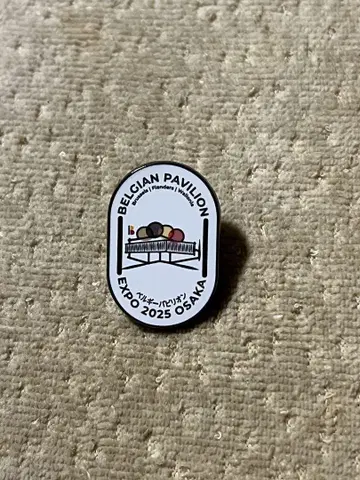 BELGIAN PAVILION
Brussels | Flanders | Wallonia
ベルギーパビリオン
EXPO 2025 OSAKA